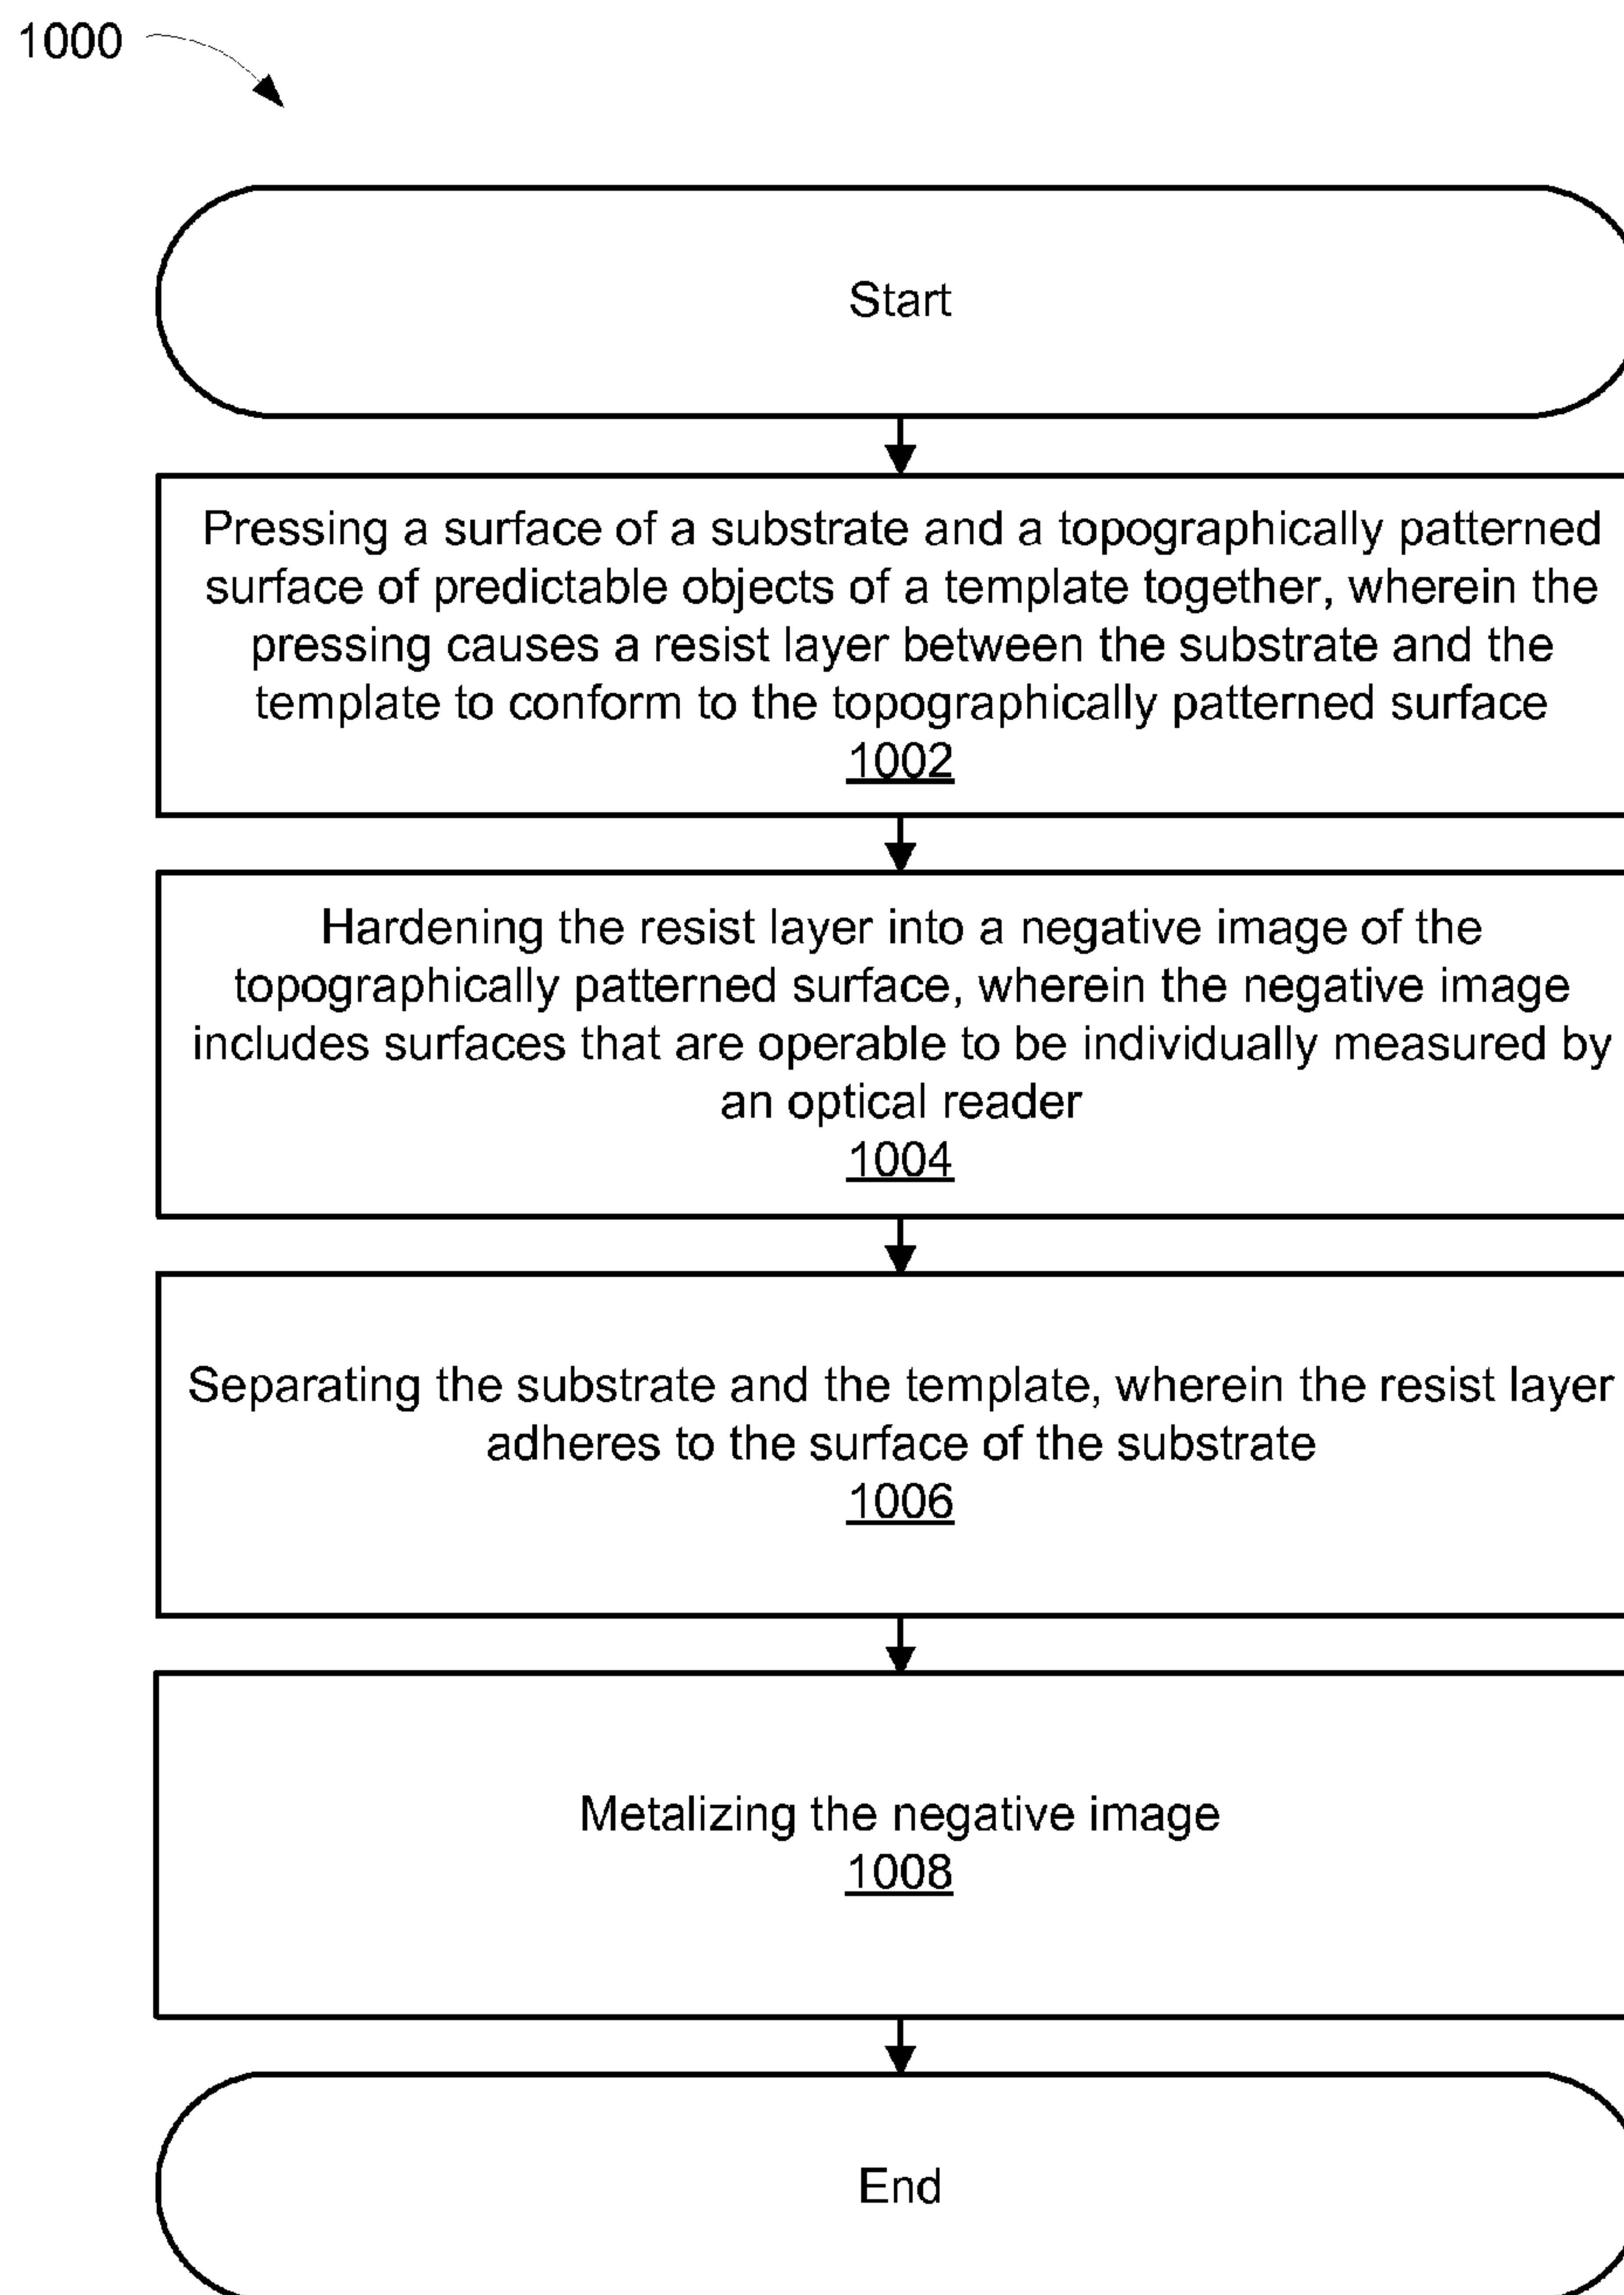 1000
Start
Pressing a surface of a substrate and a topographically patterned
surface of predictable objects of a template together, wherein the
pressing causes a resist layer between the substrate and the
template to conform to the topographically patterned surface
1002
Hardening the resist layer into a negative image of the
topographically patterned surface, wherein the negative image
includes surfaces that are operable to be individually measured by
an optical reader
1004
Separating the substrate and the template, wherein the resist layer
adheres to the surface of the substrate
1006
Metalizing the negative image
1008
End